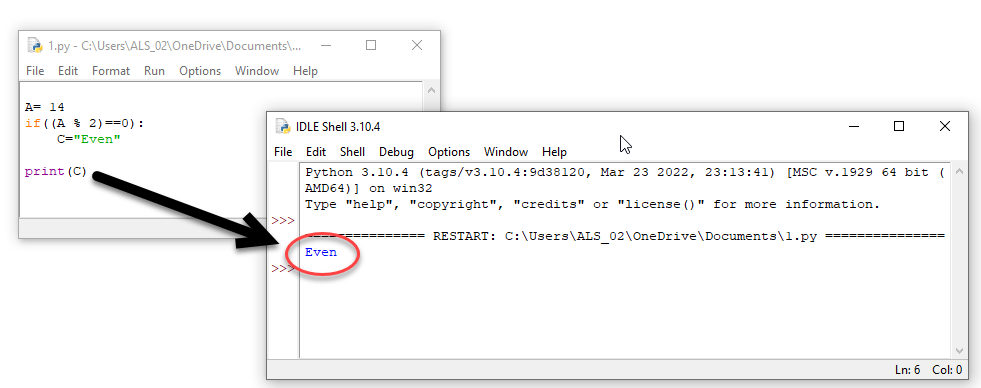 1.py - C:\Users\ALS_02\OneDrive\Documents\...
File Edit Format Run Options Window Help
A= 14
if((A % 2)==0):
    C="Even"
print(C)
IDLE Shell 3.10.4
File Edit Shell Debug Options Window Help
Python 3.10.4 (tags/v3.10.4:9d38120, Mar 23 2022, 23:13:41) [MSC v.1929 64 bit (
AMD64)] on win32
Type "help", "copyright", "credits" or "license()" for more information.
>>>
=============== RESTART: C:\Users\ALS_02\OneDrive\Documents\1.py ===============
Even
>>>
Ln: 6 Col: 0